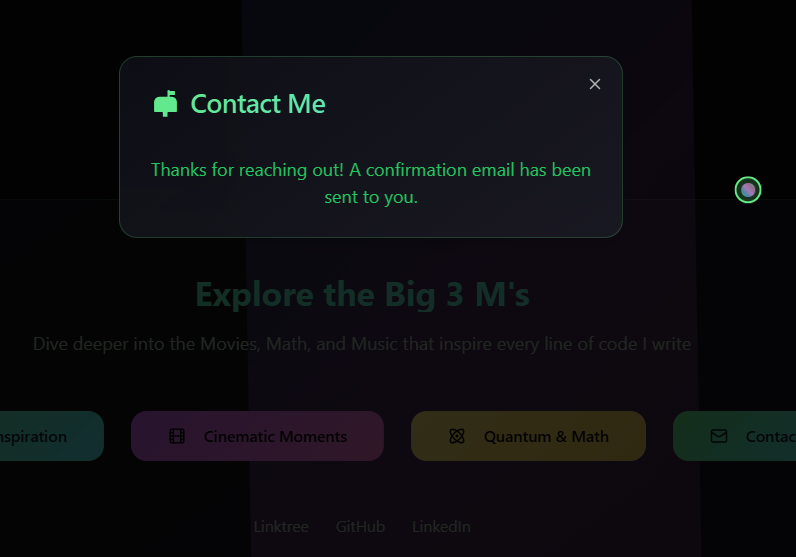 Contact Me
Thanks for reaching out! A confirmation email has been
sent to you.
Explore the Big 3 M's
Dive deeper into the Movies, Math, and Music that inspire every line of code I write
Cinematic Moments
Quantum & Math
Linktree GitHub LinkedIn